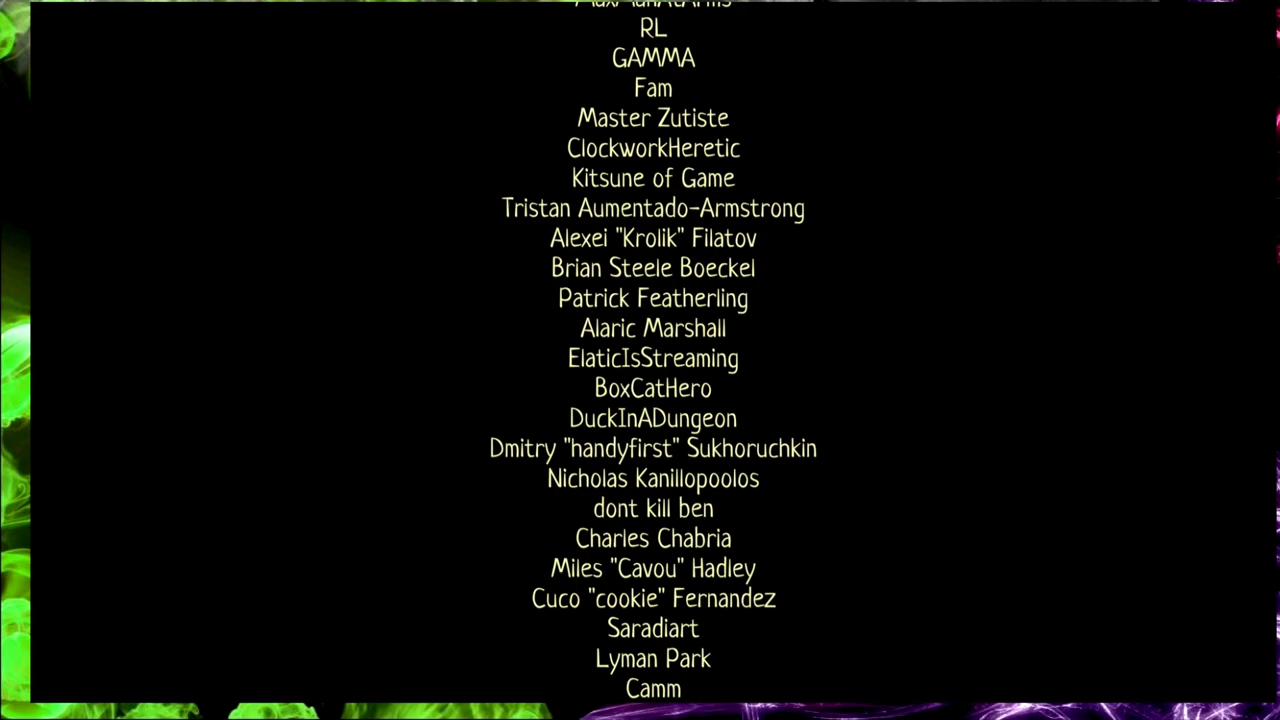 RL
GAMMA
Fam
Master Zutiste
ClockworkHeretic
Kitsune of Game
Tristan Aumentado-Armstrong
Alexei "Krolik" Filatov
Brian Steele Boeckel
Patrick Featherling
Alaric Marshall
ElaticIsStreaming
BoxCatHero
DuckInADungeon
Dmitry "handyfirst" Sukhoruchkin
Nicholas Kanillopoolos
dont kill ben
Charles Chabria
Miles "Cavou" Hadley
Cuco "cookie" Fernandez
Saradiart
Lyman Park
Camm